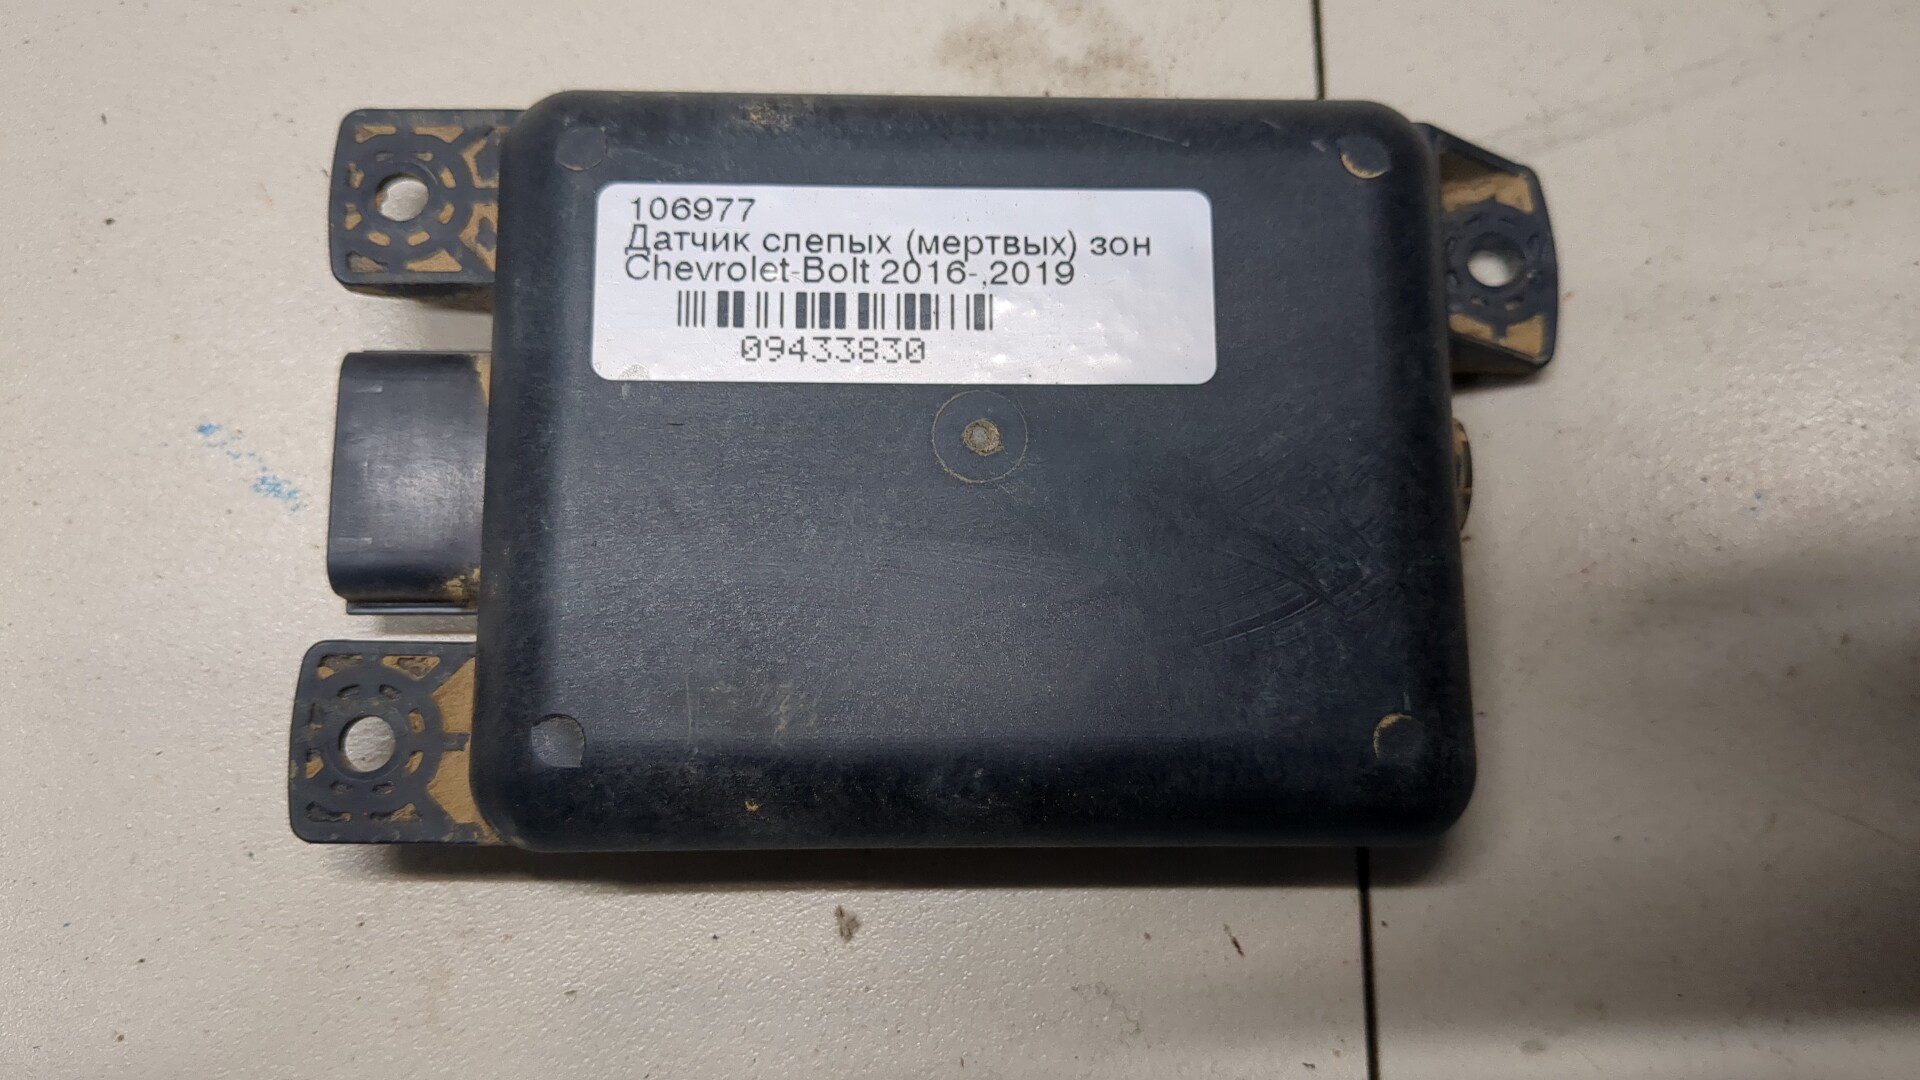 106977
Датчик слепых (мертвых) зон
Chevrolet-Bolt 2016-,2019
09433830